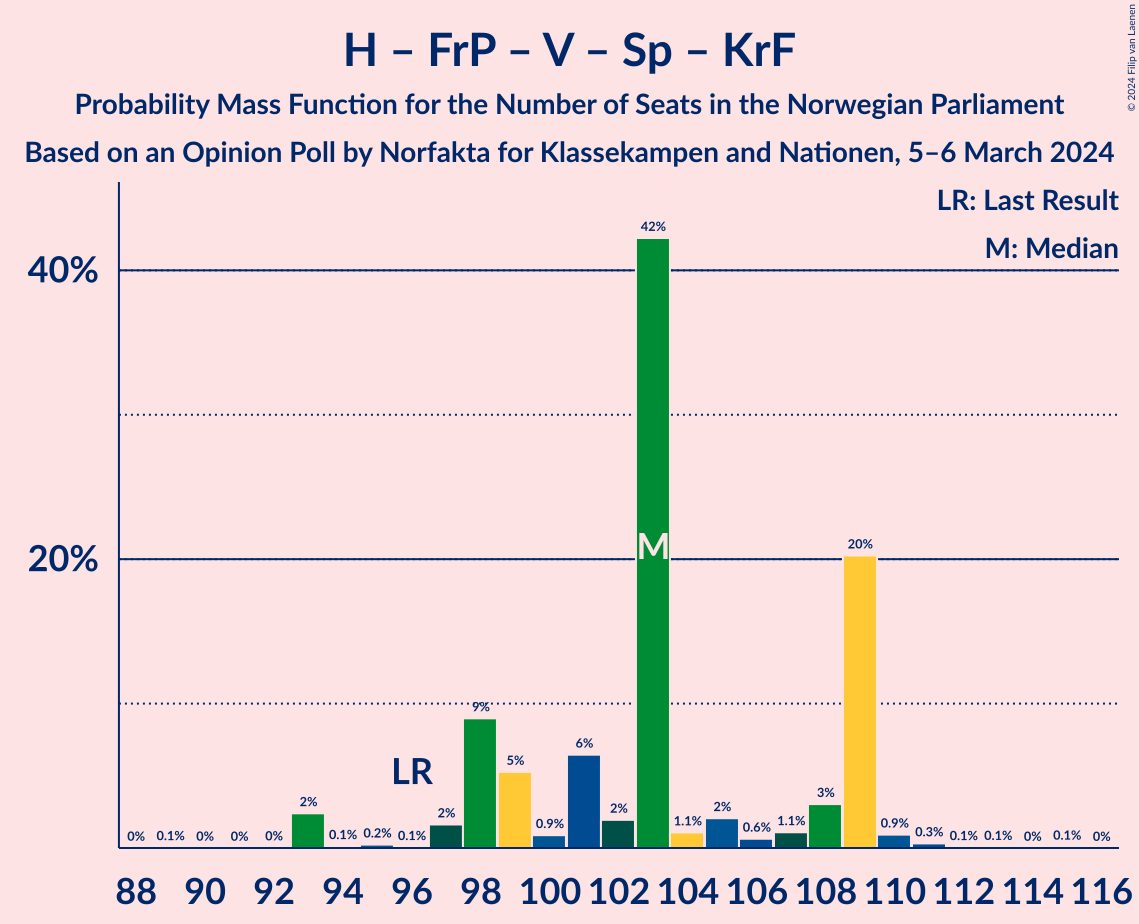 H – FrP – V – Sp – KrF
Probability Mass Function for the Number of Seats in the Norwegian Parliament
Based on an Opinion Poll by Norfakta for Klassekampen and Nationen, 5–6 March 2024
© 2024 Filip van Laenen
LR: Last Result
M: Median
40%
20%
0% 0.1% 0% 0% 0% 2% 0.1% 0.2% 0.1% 2% 9% 5% 0.9% 6% 2% 42% 1.1% 2% 0.6% 1.1% 3% 20% 0.9% 0.3% 0.1% 0.1% 0% 0.1% 0%
LR
M
88 90 92 94 96 98 100 102 104 106 108 110 112 114 116